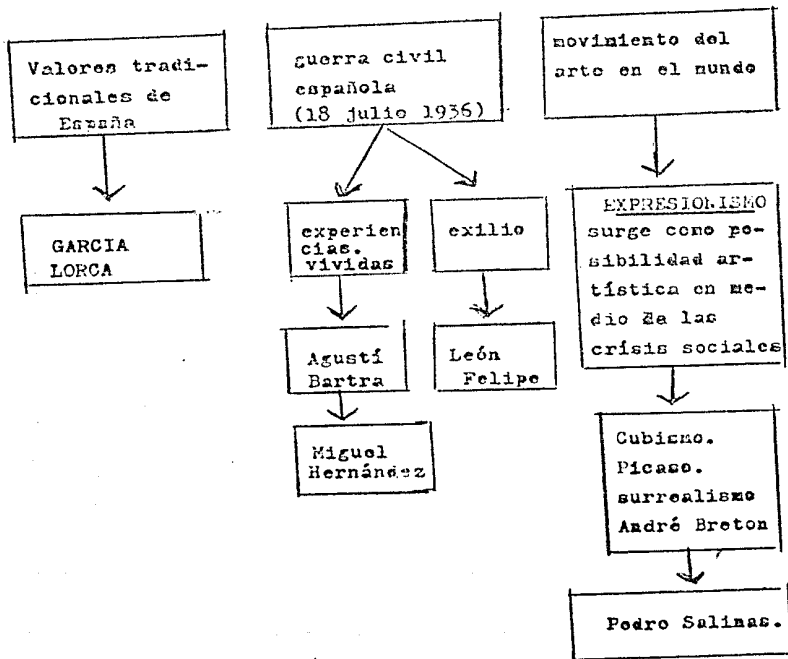 Valores tradi-
cionales de
España
GARCIA
LORCA
guerra civil
española
(18 julio 1936)
experien
cias.
vividas
exilio
Agustí
Bartra
León
Felipe
Miguel
Hernández
movimiento del
arte en el mundo
EXPRESIONISMO
surge como po-
sibilidad ar-
tística en me-
dio de las
crísis sociales
Cubismo.
Picaso.
surrealismo
André Breton
Pedro Salinas.